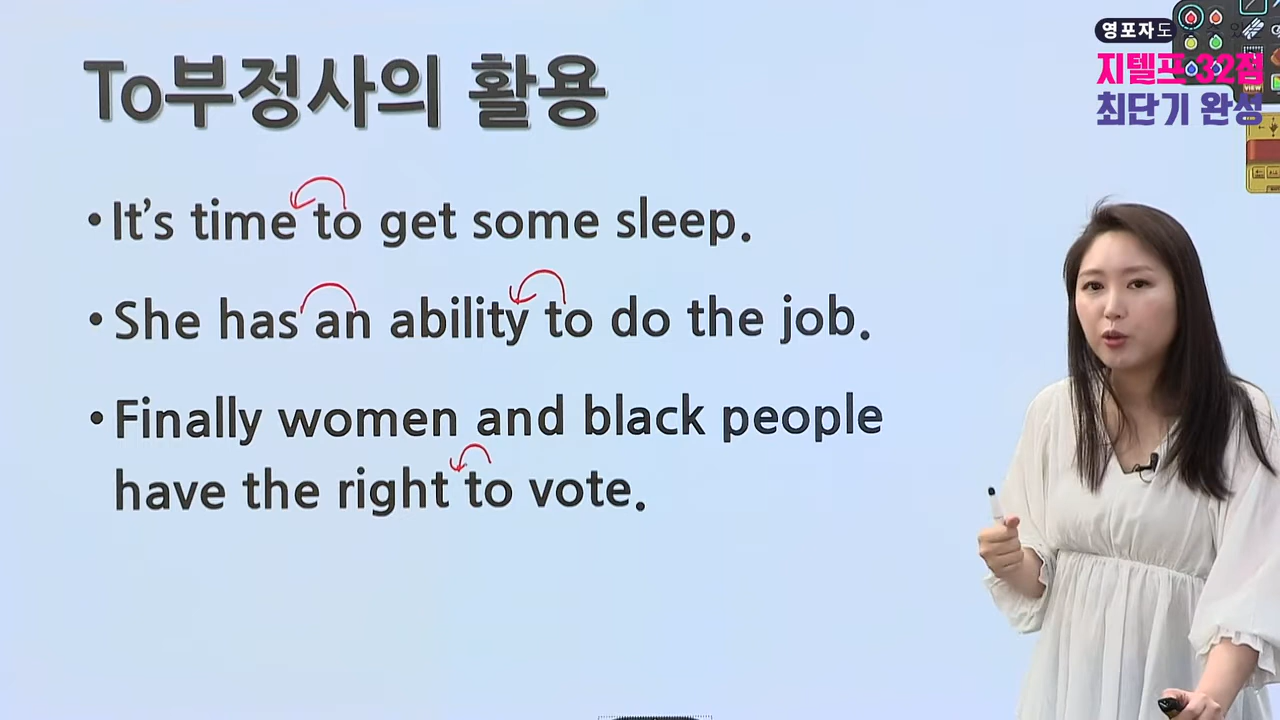 To부정사의 활용
영포자도
지텔프 32점
최단기 완성
•It's time to get some sleep.
•She has an ability to do the job.
•Finally women and black people
have the right to vote.